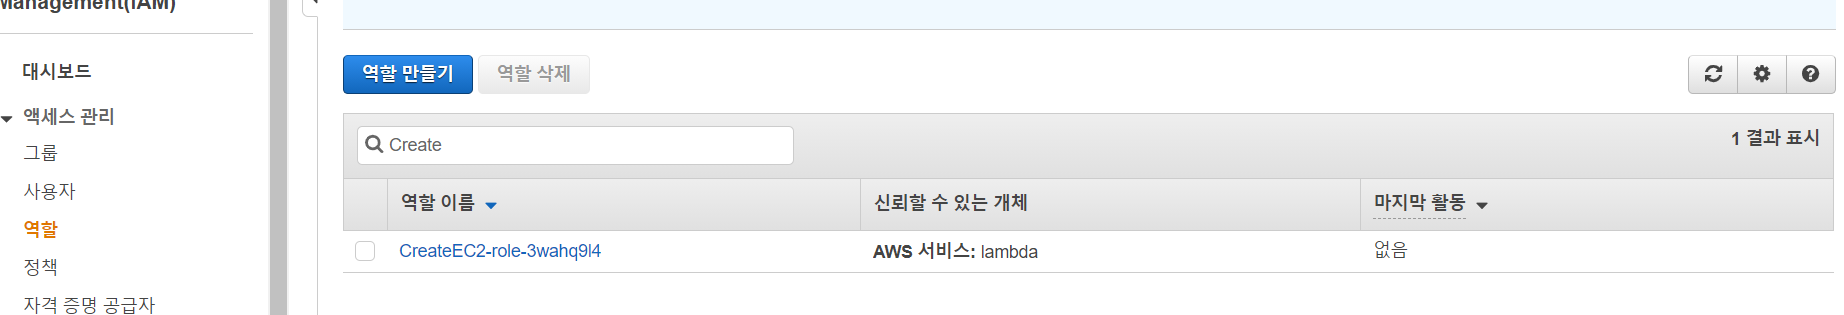 Management(IAM)
대시보드
액세스 관리
그룹
사용자
역할
정책
자격 증명 공급자
역할 만들기 역할 삭제
Create
1 결과 표시
역할 이름 신뢰할 수 있는 개체 마지막 활동
CreateEC2-role-3wahq9l4 AWS 서비스: lambda 없음